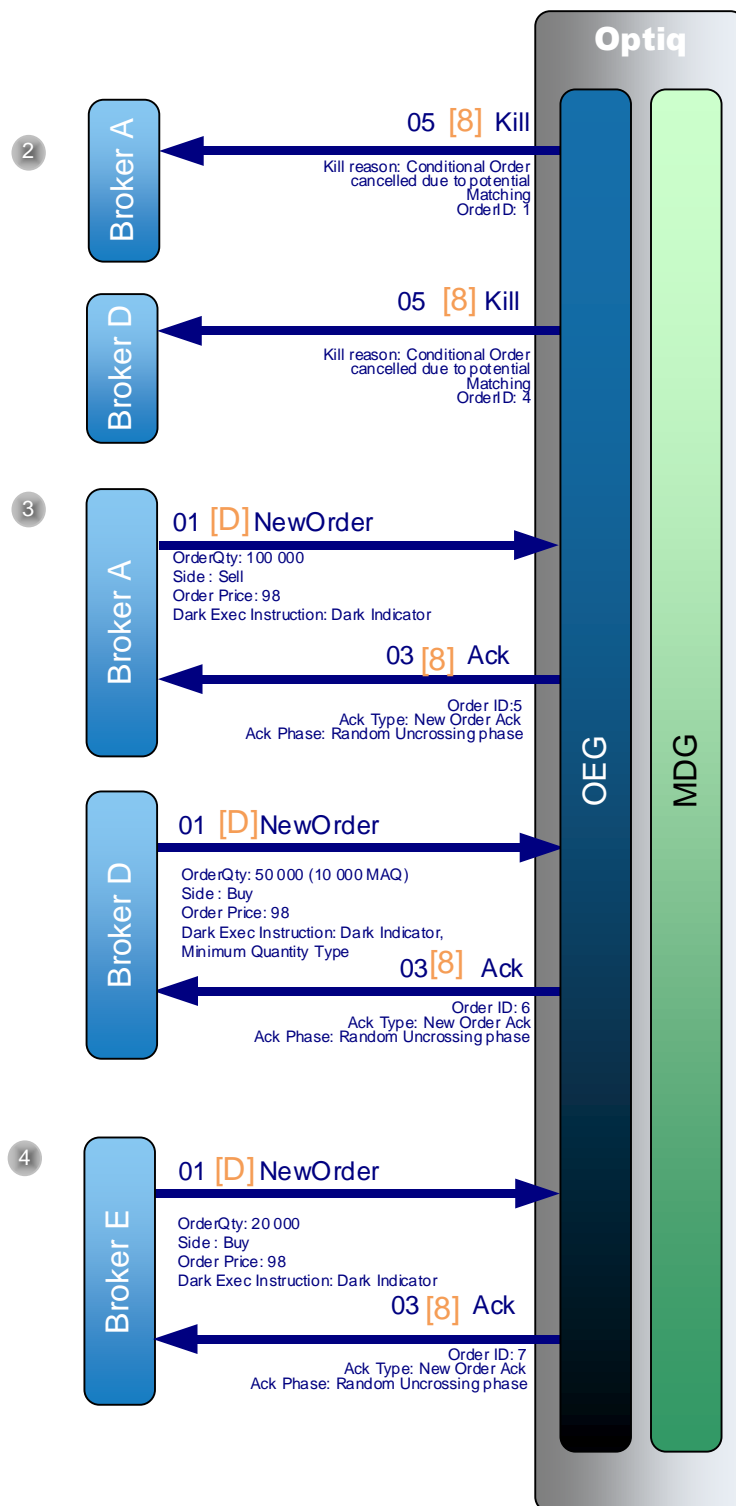 Optiq
2
Broker A
05 [8] Kill
Kill reason: Conditional Order
cancelled due to potential
Matching
OrderID: 1
Broker D
05 [8] Kill
Kill reason: Conditional Order
cancelled due to potential
Matching
OrderID: 4
3
Broker A
01 [D] NewOrder
OrderQty: 100 000
Side : Sell
Order Price: 98
Dark Exec Instruction: Dark Indicator
03 [8] Ack
Order ID:5
Ack Type: New Order Ack
Ack Phase: Random Uncrossing phase
OEG
MDG
Broker D
01 [D] NewOrder
OrderQty: 50 000 (10 000 MAQ)
Side : Buy
Order Price: 98
Dark Exec Instruction: Dark Indicator,
Minimum Quantity Type
03 [8] Ack
Order ID: 6
Ack Type: New Order Ack
Ack Phase: Random Uncrossing phase
4
Broker E
01 [D] NewOrder
OrderQty: 20 000
Side : Buy
Order Price: 98
Dark Exec Instruction: Dark Indicator
03 [8] Ack
Order ID: 7
Ack Type: New Order Ack
Ack Phase: Random Uncrossing phase